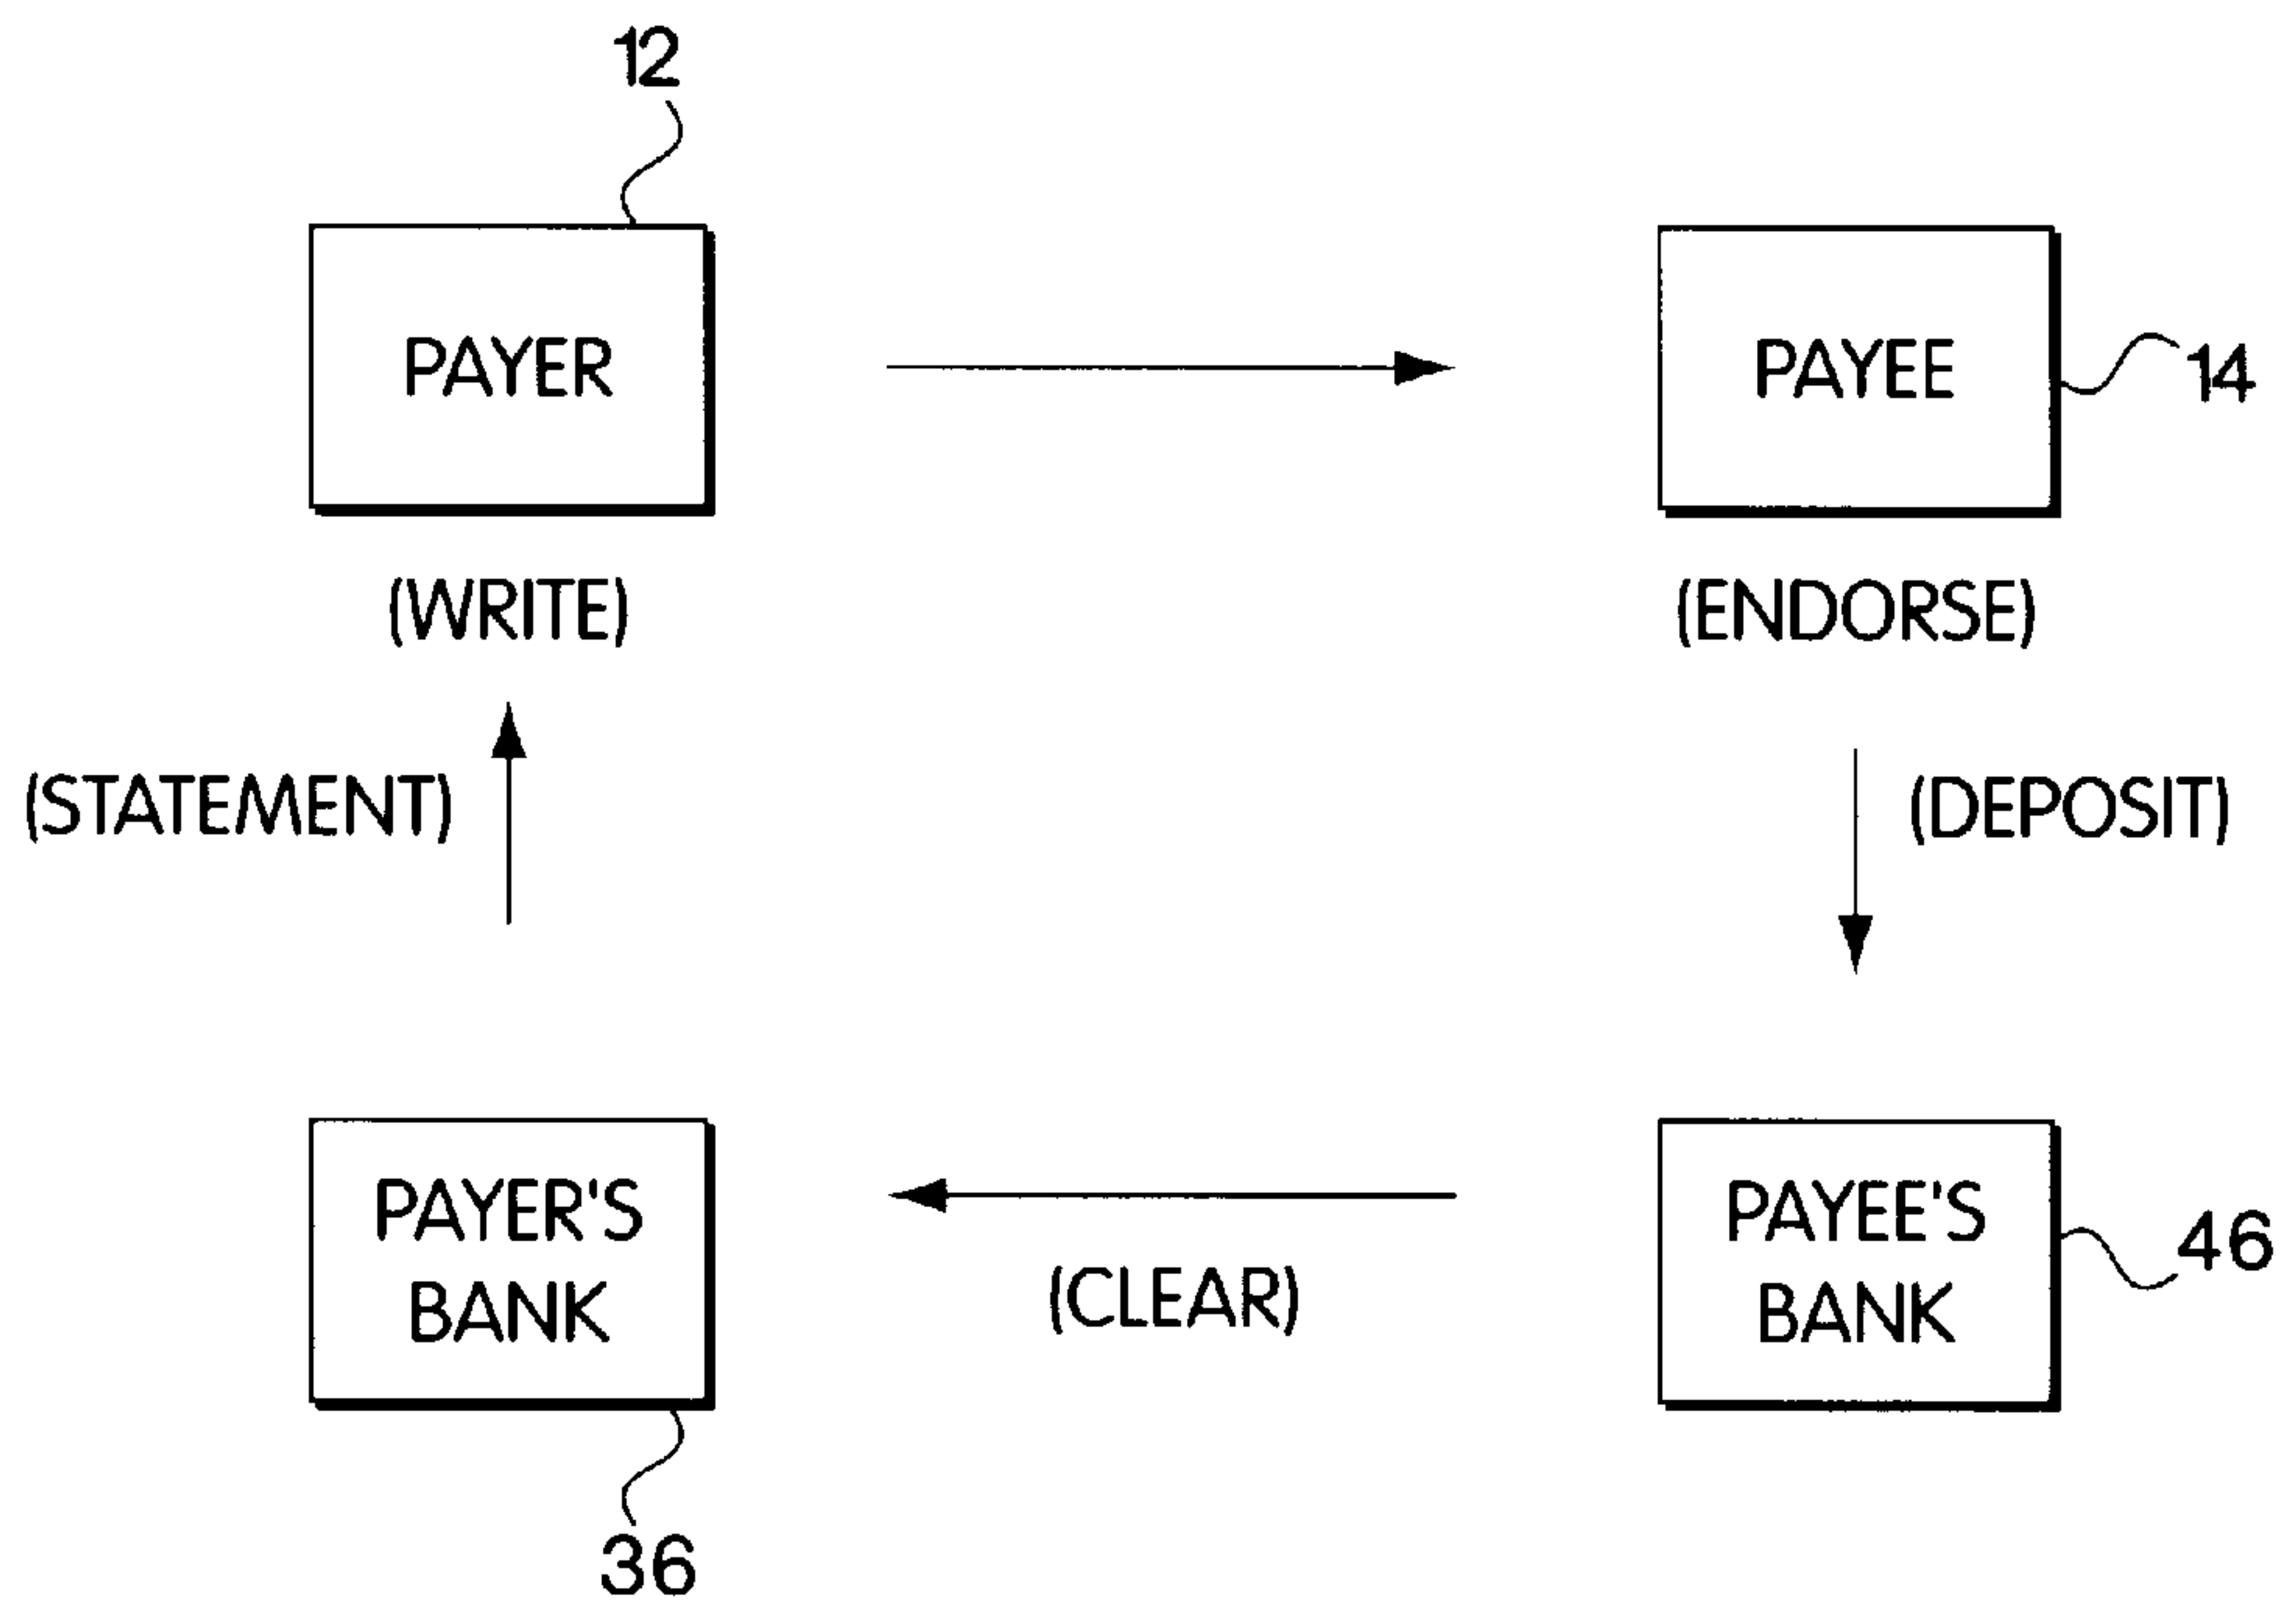 12
PAYER
PAYEE
14
(WRITE)
(ENDORSE)
(STATEMENT)
(DEPOSIT)
PAYER'S
BANK
(CLEAR)
PAYEE'S
BANK
46
36